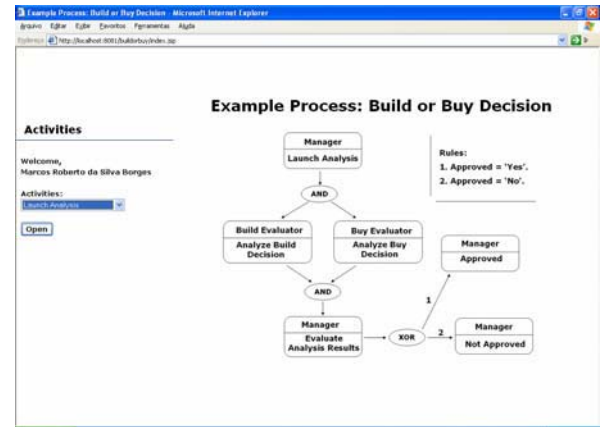 Example Process: Build or Buy Decision - Microsoft Internet Explorer
Arquivo Editar Exibir Favoritos Ferramentas Ajuda
Endereço http://localhost:8081/buildorbuy/index.jsp
Example Process: Build or Buy Decision
Activities
Welcome,
Marcos Roberto da Silva Borges
Activities:
Launch Analysis
Open
Manager
Launch Analysis
Rules:
1. Approved = 'Yes'.
2. Approved = 'No'.
AND
Build Evaluator
Analyze Build
Decision
Buy Evaluator
Analyze Buy
Decision
Manager
Approved
AND
1
Manager
Evaluate
Analysis Results
XOR
2
Manager
Not Approved